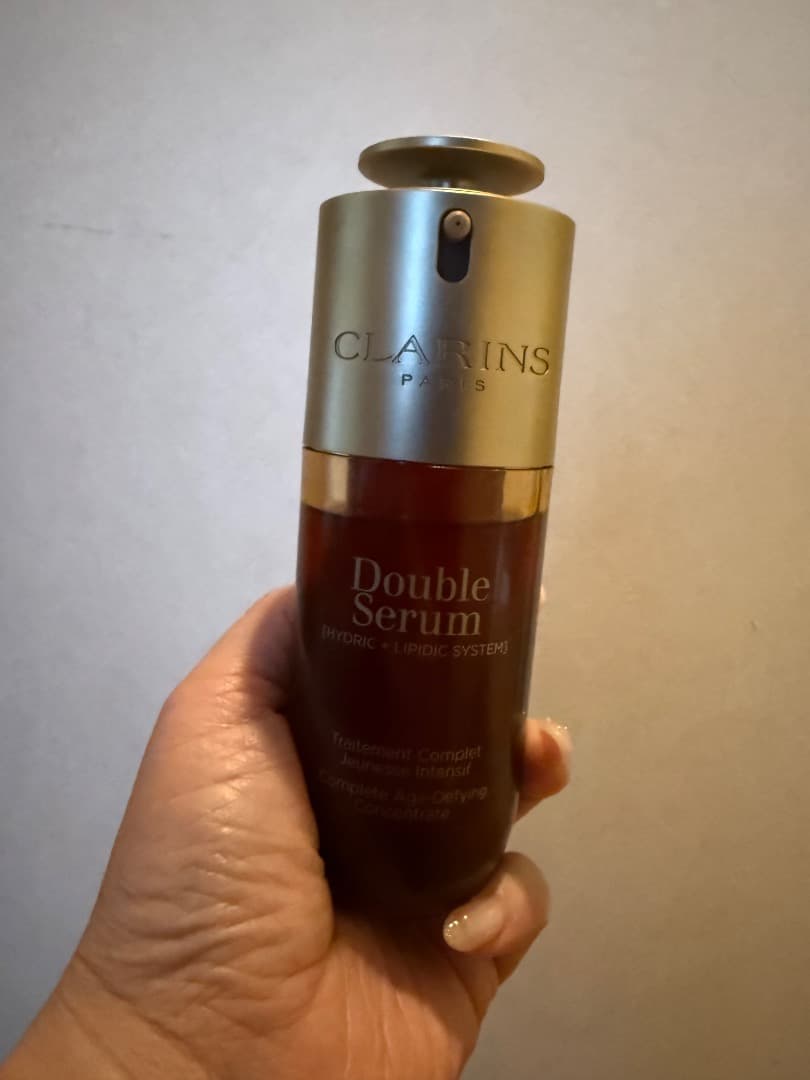 CLARINS
PARIS
Double
Serum
[HYDRIC + LIPIDIC SYSTEM]
Traitement Complet
Jeunesse Intensif
Complete Age-Defying
Concentrate